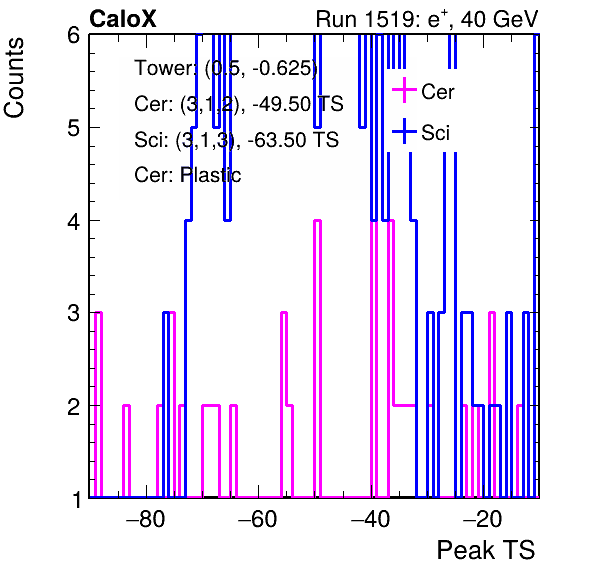 CaloX Run 1519: e⁺, 40 GeV
Counts
Tower: (0.5, -0.625)
Cer: (3,1,2), -49.50 TS
Sci: (3,1,3), -63.50 TS
Cer: Plastic
Cer
Sci
6
5
4
3
2
1
−80 −60 −40 −20
Peak TS